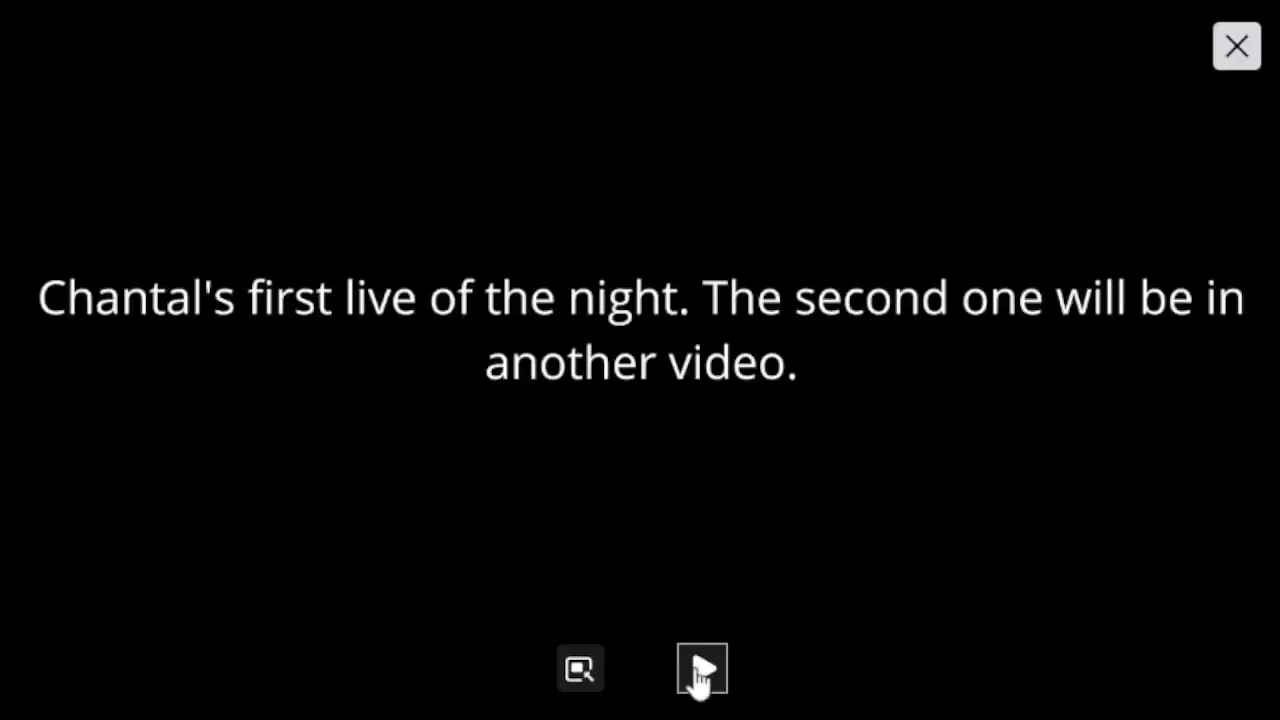 Chantal's first live of the night. The second one will be in
another video.